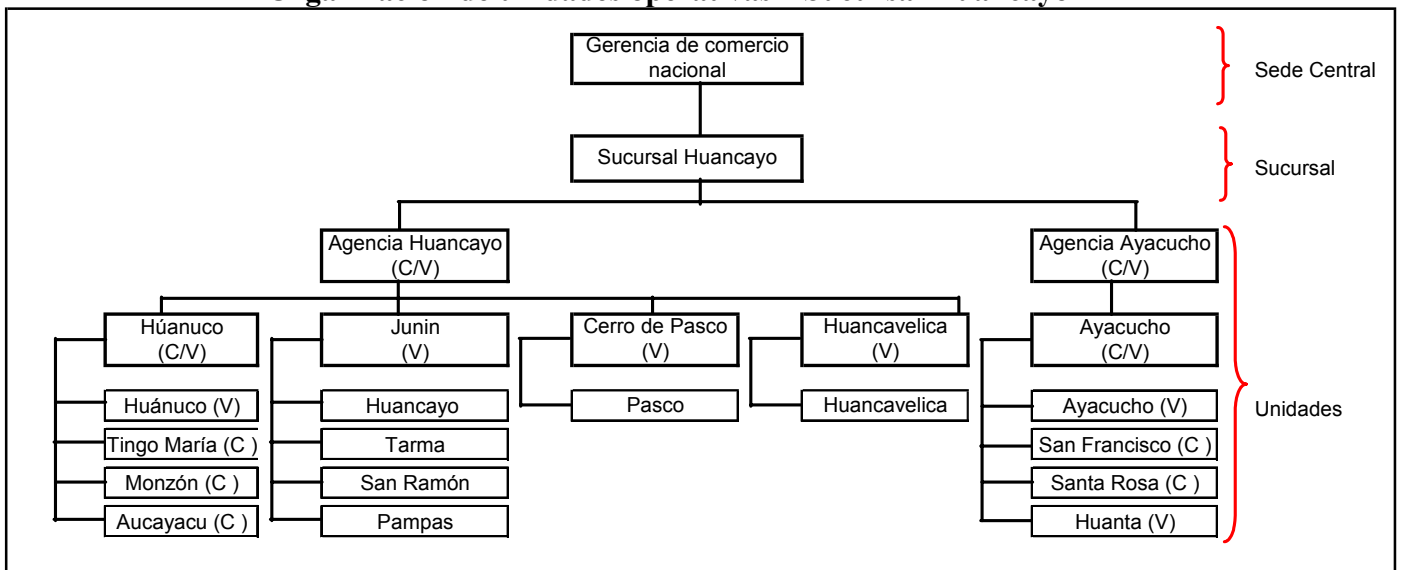 Gerencia de comercio
nacional
Sede Central
Sucursal Huancayo
Sucursal
Agencia Huancayo
(C/V)
Agencia Ayacucho
(C/V)
Húanuco
(C/V)
Junin
(V)
Cerro de Pasco
(V)
Huancavelica
(V)
Ayacucho
(C/V)
Huánuco (V)
Huancayo
Pasco
Huancavelica
Ayacucho (V)
Unidades
Tingo María (C )
Tarma
San Francisco (C )
Monzón (C )
San Ramón
Santa Rosa (C )
Aucayacu (C )
Pampas
Huanta (V)